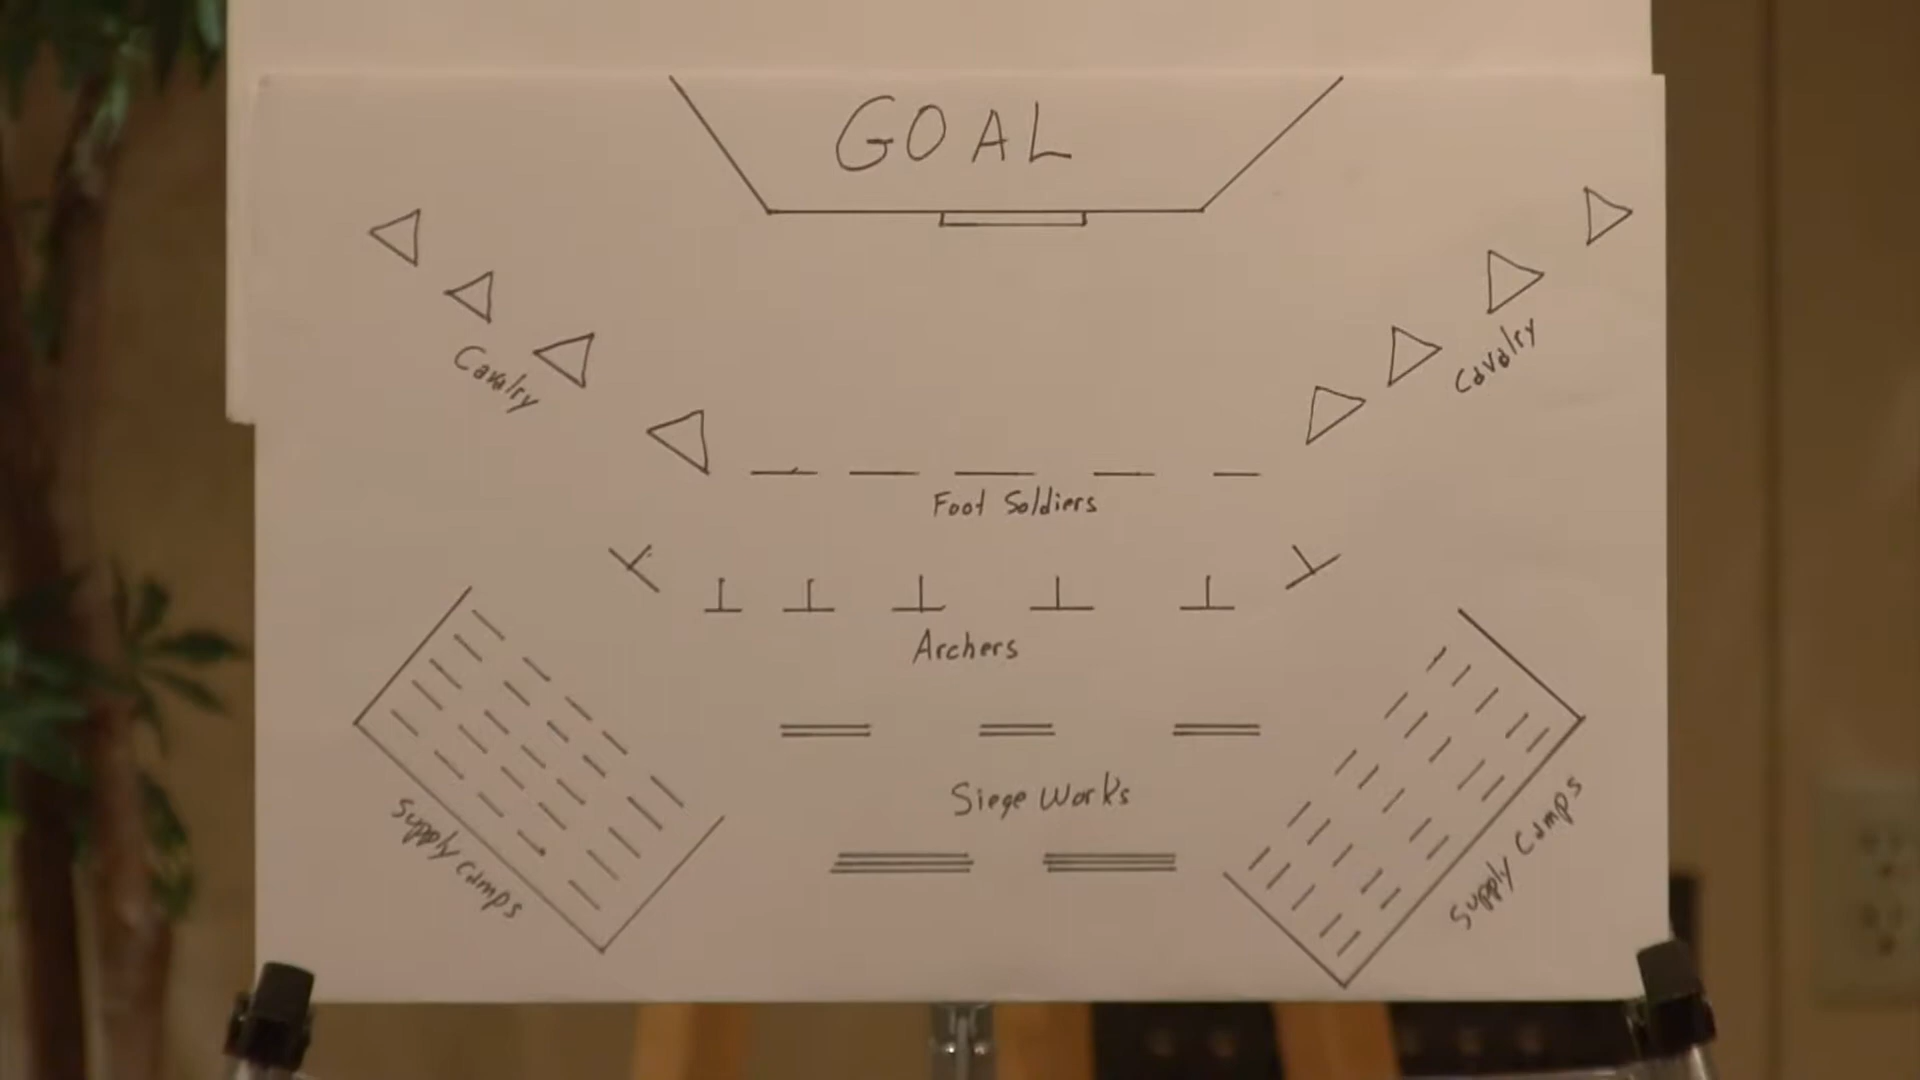 GOAL
Cavalry
Cavalry
Foot Soldiers
Archers
Siege Works
Supply Camps
Supply Camps